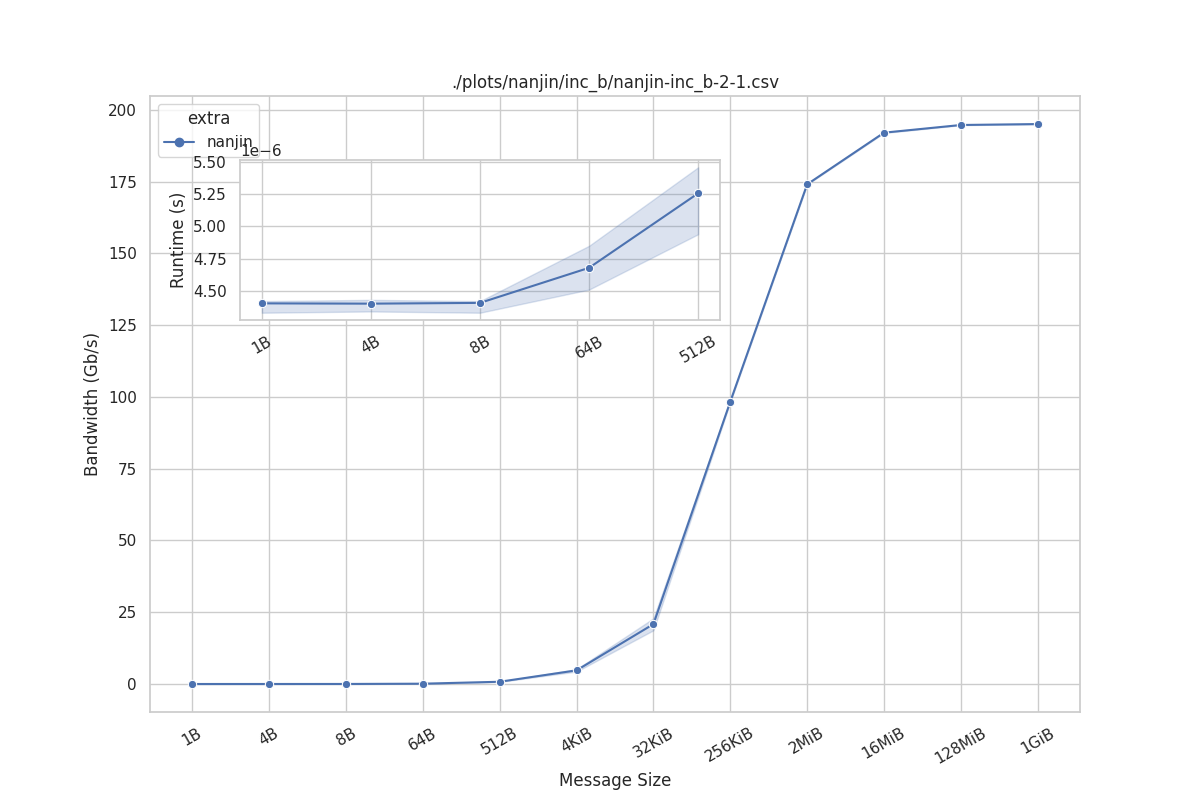 ./plots/nanjin/inc_b/nanjin-inc_b-2-1.csv
extra
nanjin
1e−6
5.50
5.25
5.00
4.75
4.50
Runtime (s)
1B 4B 8B 64B 512B
200
175
150
125
100
75
50
25
0
Bandwidth (Gb/s)
1B 4B 8B 64B 512B 4KiB 32KiB 256KiB 2MiB 16MiB 128MiB 1GiB
Message Size